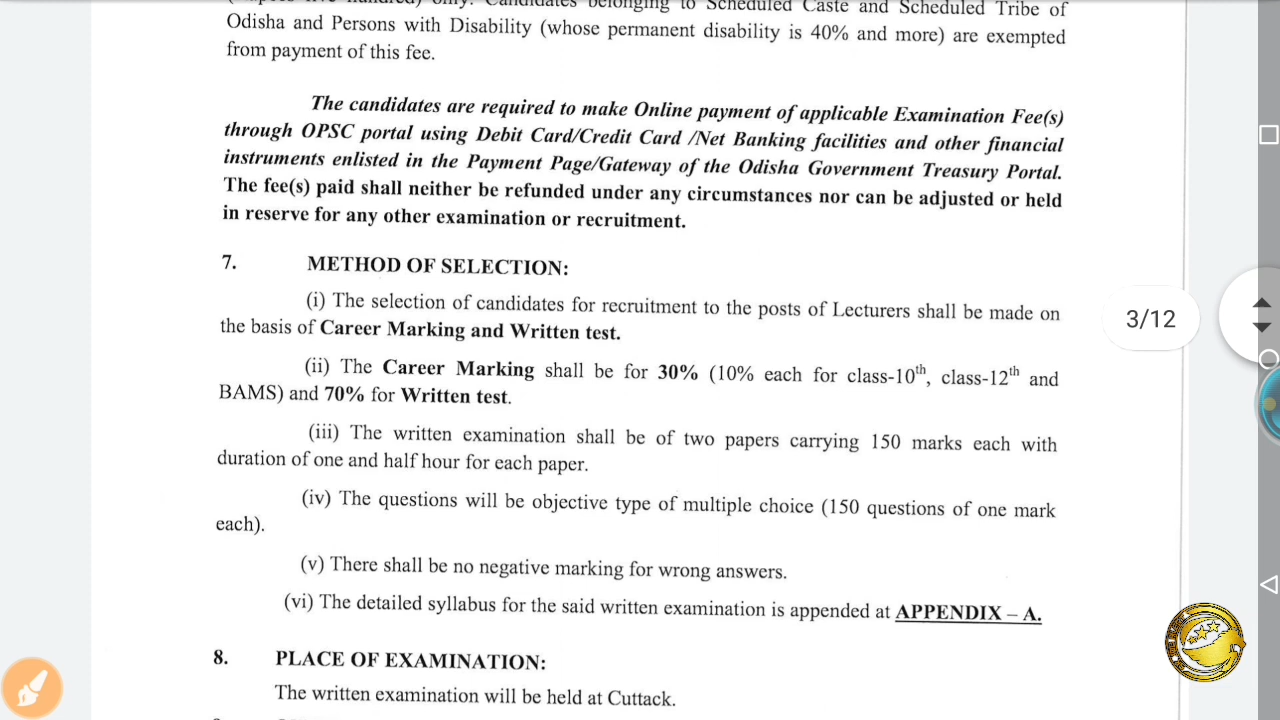 belonging to Scheduled Caste and Scheduled Tribe of
Odisha and Persons with Disability (whose permanent disability is 40% and more) are exempted
from payment of this fee.
The candidates are required to make Online payment of applicable Examination Fee(s)
through OPSC portal using Debit Card/Credit Card /Net Banking facilities and other financial
instruments enlisted in the Payment Page/Gateway of the Odisha Government Treasury Portal.
The fee(s) paid shall neither be refunded under any circumstances nor can be adjusted or held
in reserve for any other examination or recruitment.
7. METHOD OF SELECTION:
(i) The selection of candidates for recruitment to the posts of Lecturers shall be made on
the basis of Career Marking and Written test.
(ii) The Career Marking shall be for 30% (10% each for class-10th, class-12th and
BAMS) and 70% for Written test.
(iii) The written examination shall be of two papers carrying 150 marks each with
duration of one and half hour for each paper.
(iv) The questions will be objective type of multiple choice (150 questions of one mark
each).
(v) There shall be no negative marking for wrong answers.
(vi) The detailed syllabus for the said written examination is appended at APPENDIX – A.
8. PLACE OF EXAMINATION:
The written examination will be held at Cuttack.
3/12